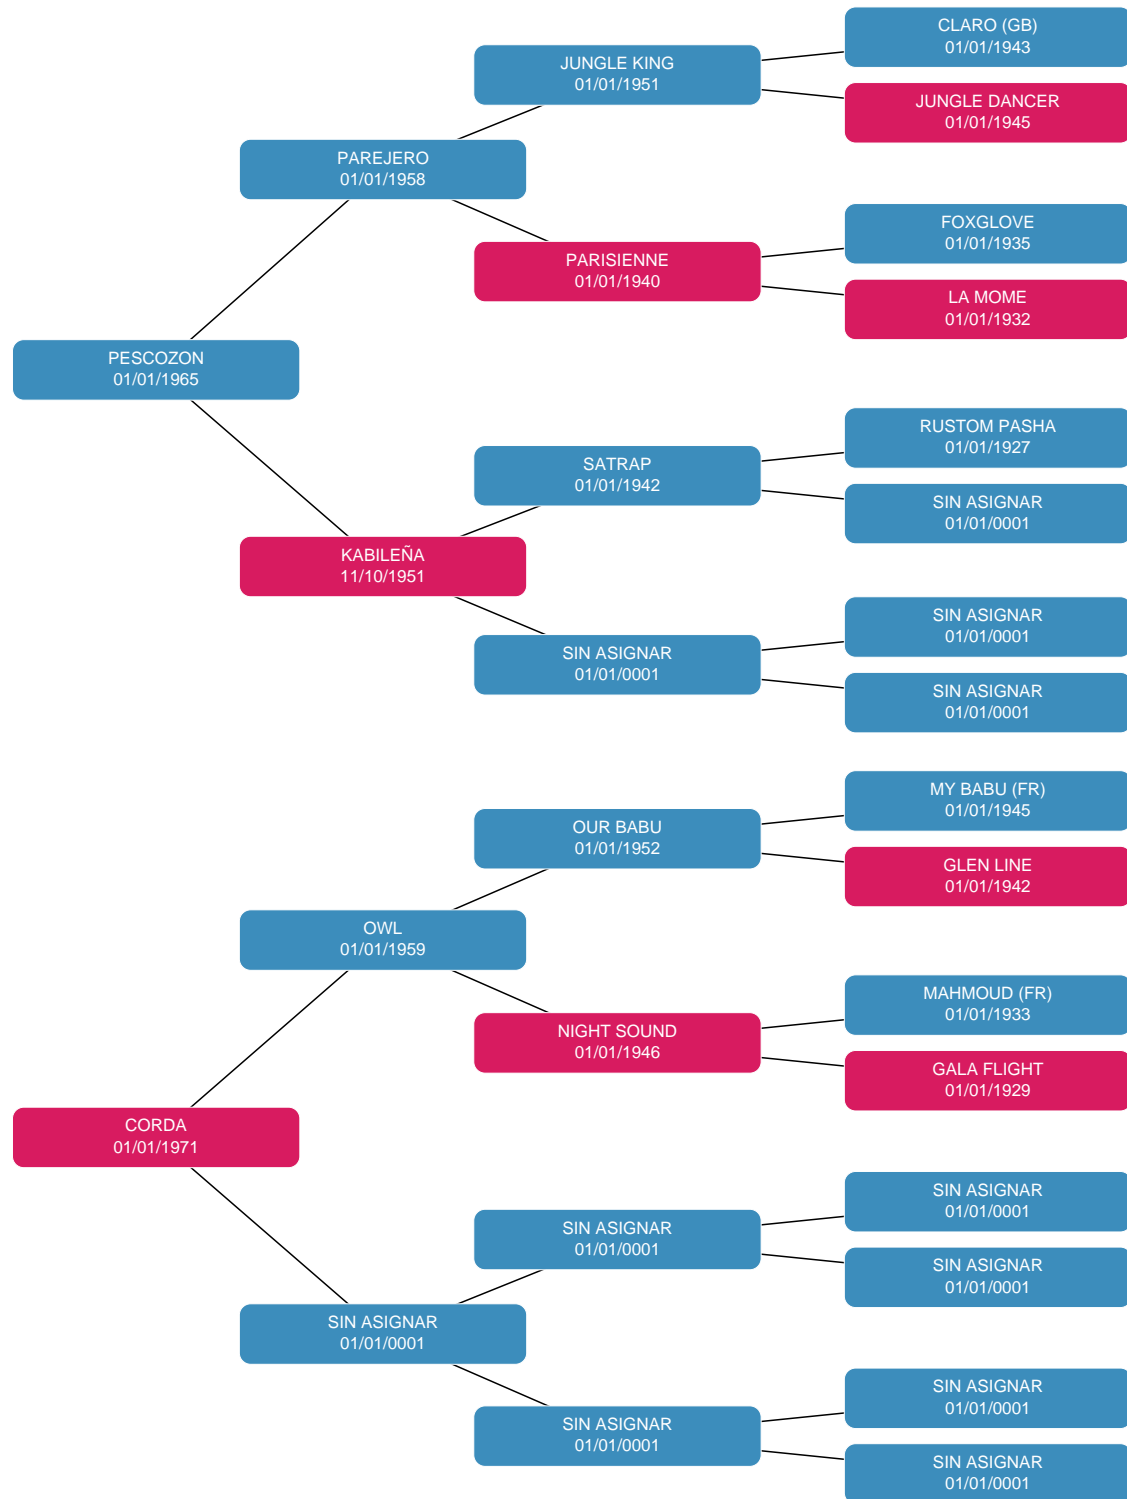 CLARO (GB)
01/01/1943
JUNGLE KING
01/01/1951
JUNGLE DANCER
01/01/1945
PAREJERO
01/01/1958
FOXGLOVE
01/01/1935
PARISIENNE
01/01/1940
LA MOME
01/01/1932
PESCOZON
01/01/1965
RUSTOM PASHA
01/01/1927
SATRAP
01/01/1942
SIN ASIGNAR
01/01/0001
KABILEÑA
11/10/1951
SIN ASIGNAR
01/01/0001
SIN ASIGNAR
01/01/0001
SIN ASIGNAR
01/01/0001
MY BABU (FR)
01/01/1945
OUR BABU
01/01/1952
GLEN LINE
01/01/1942
OWL
01/01/1959
MAHMOUD (FR)
01/01/1933
NIGHT SOUND
01/01/1946
GALA FLIGHT
01/01/1929
CORDA
01/01/1971
SIN ASIGNAR
01/01/0001
SIN ASIGNAR
01/01/0001
SIN ASIGNAR
01/01/0001
SIN ASIGNAR
01/01/0001
SIN ASIGNAR
01/01/0001
SIN ASIGNAR
01/01/0001
SIN ASIGNAR
01/01/0001